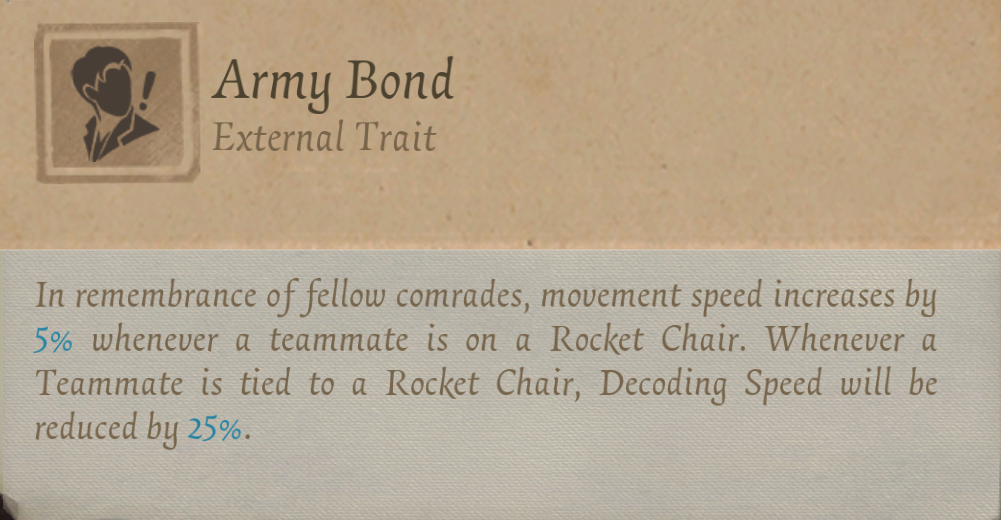 Army Bond
External Trait
In remembrance of fellow comrades, movement speed increases by
5% whenever a teammate is on a Rocket Chair. Whenever a
Teammate is tied to a Rocket Chair, Decoding Speed will be
reduced by 25%.